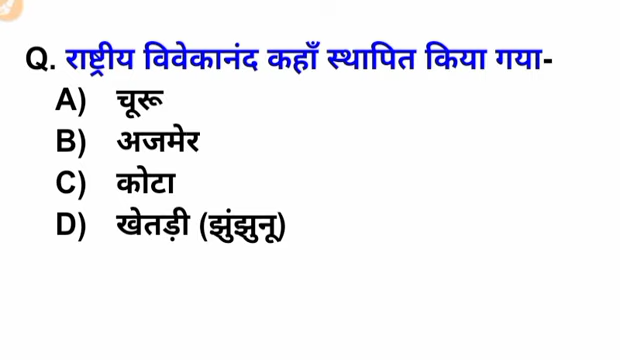 Q. राष्ट्रीय विवेकानंद कहाँ स्थापित किया गया-
A) चूरू
B) अजमेर
C) कोटा
D) खेतड़ी (झुंझुनू)